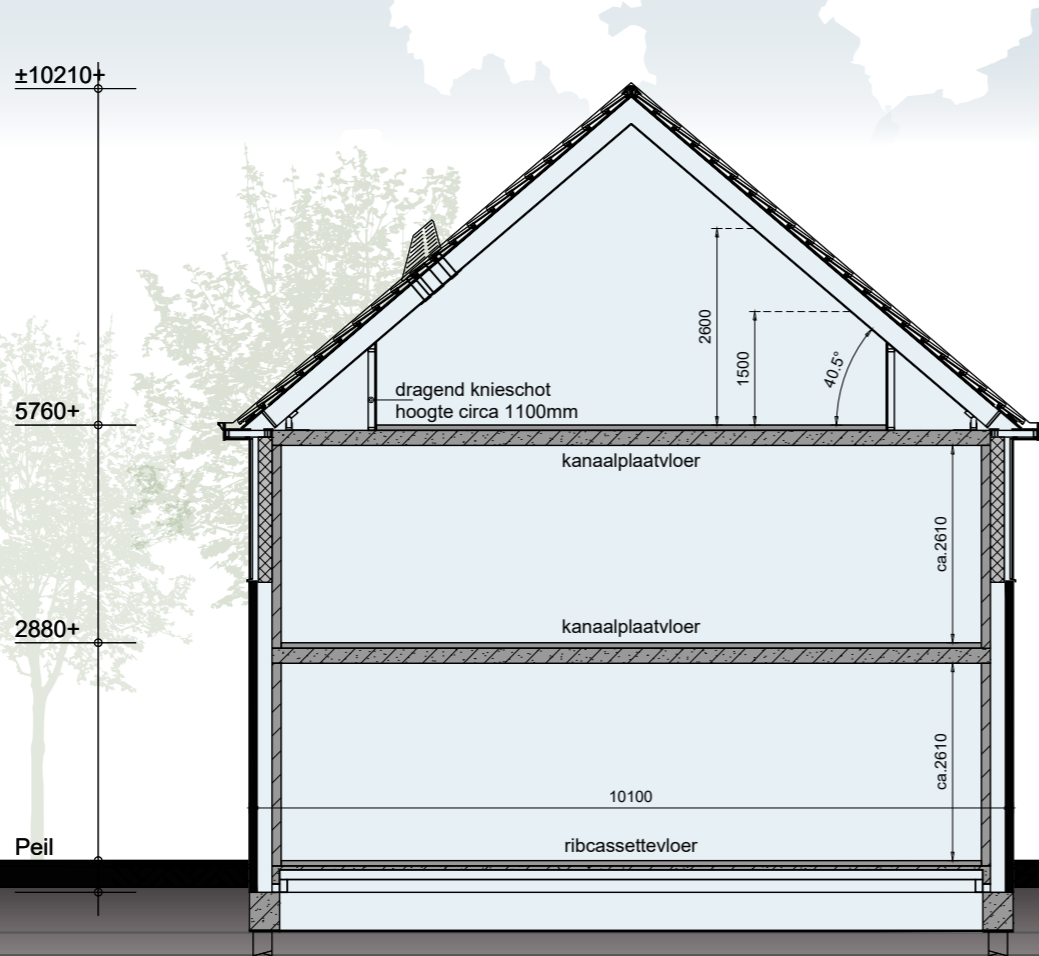 ±10210+
2600
1500
40.5°
dragend knieschot
hoogte circa 1100mm
5760+
kanaalplaatvloer
ca.2610
2880+
kanaalplaatvloer
ca.2610
10100
Peil
ribcassettevloer